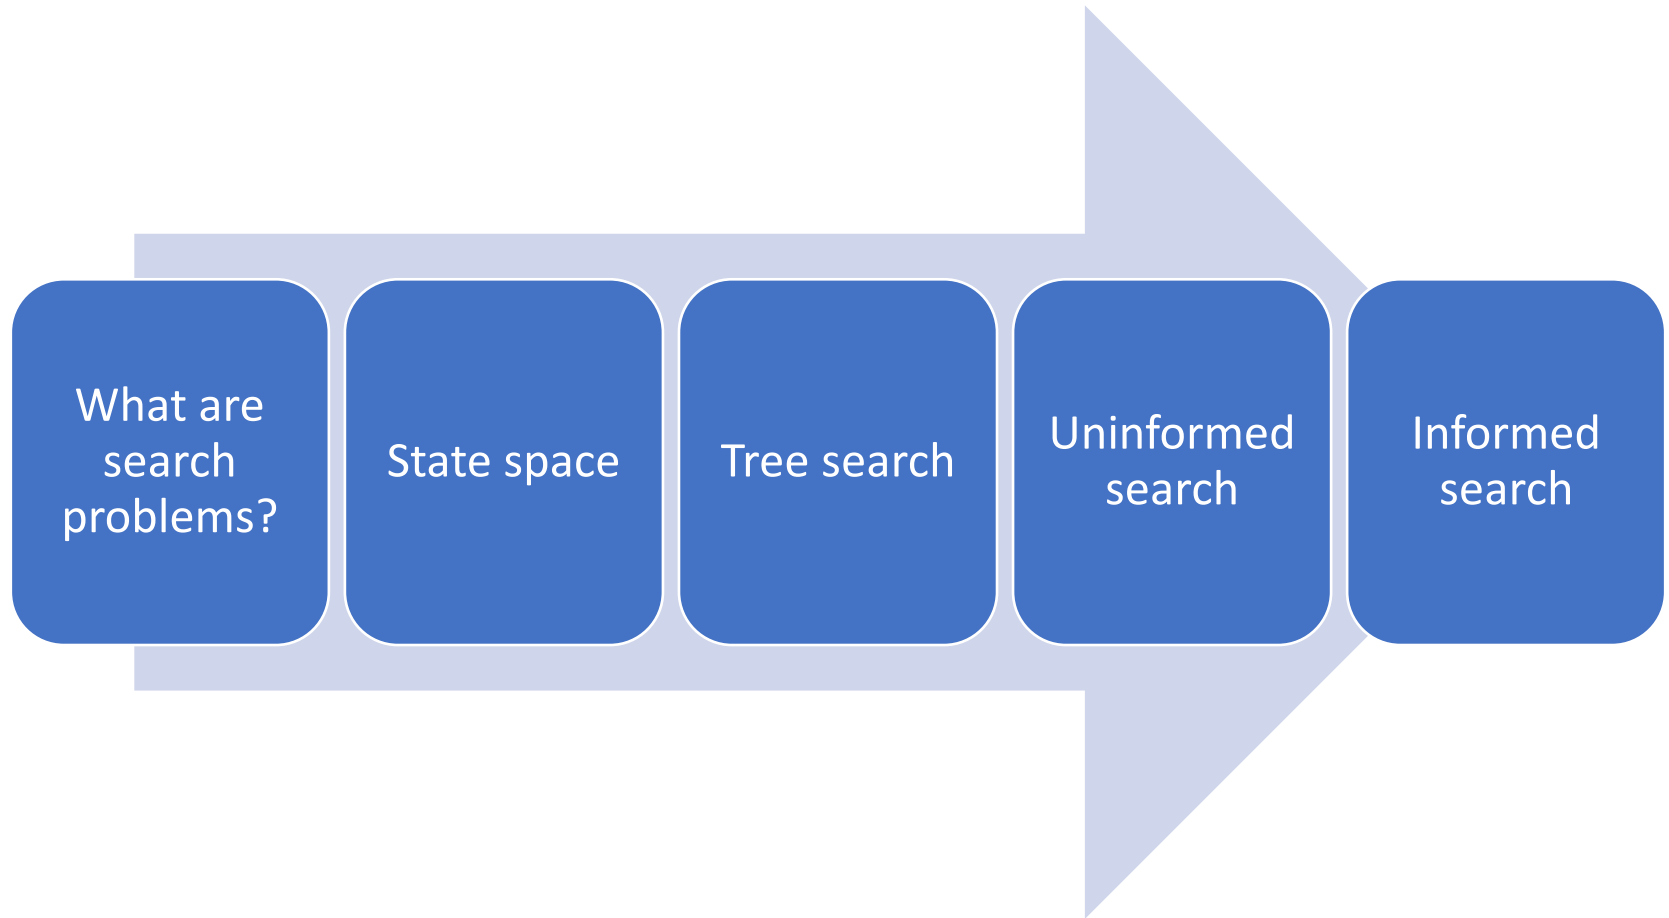 What are
search
problems?
State space
Tree search
Uninformed
search
Informed
search